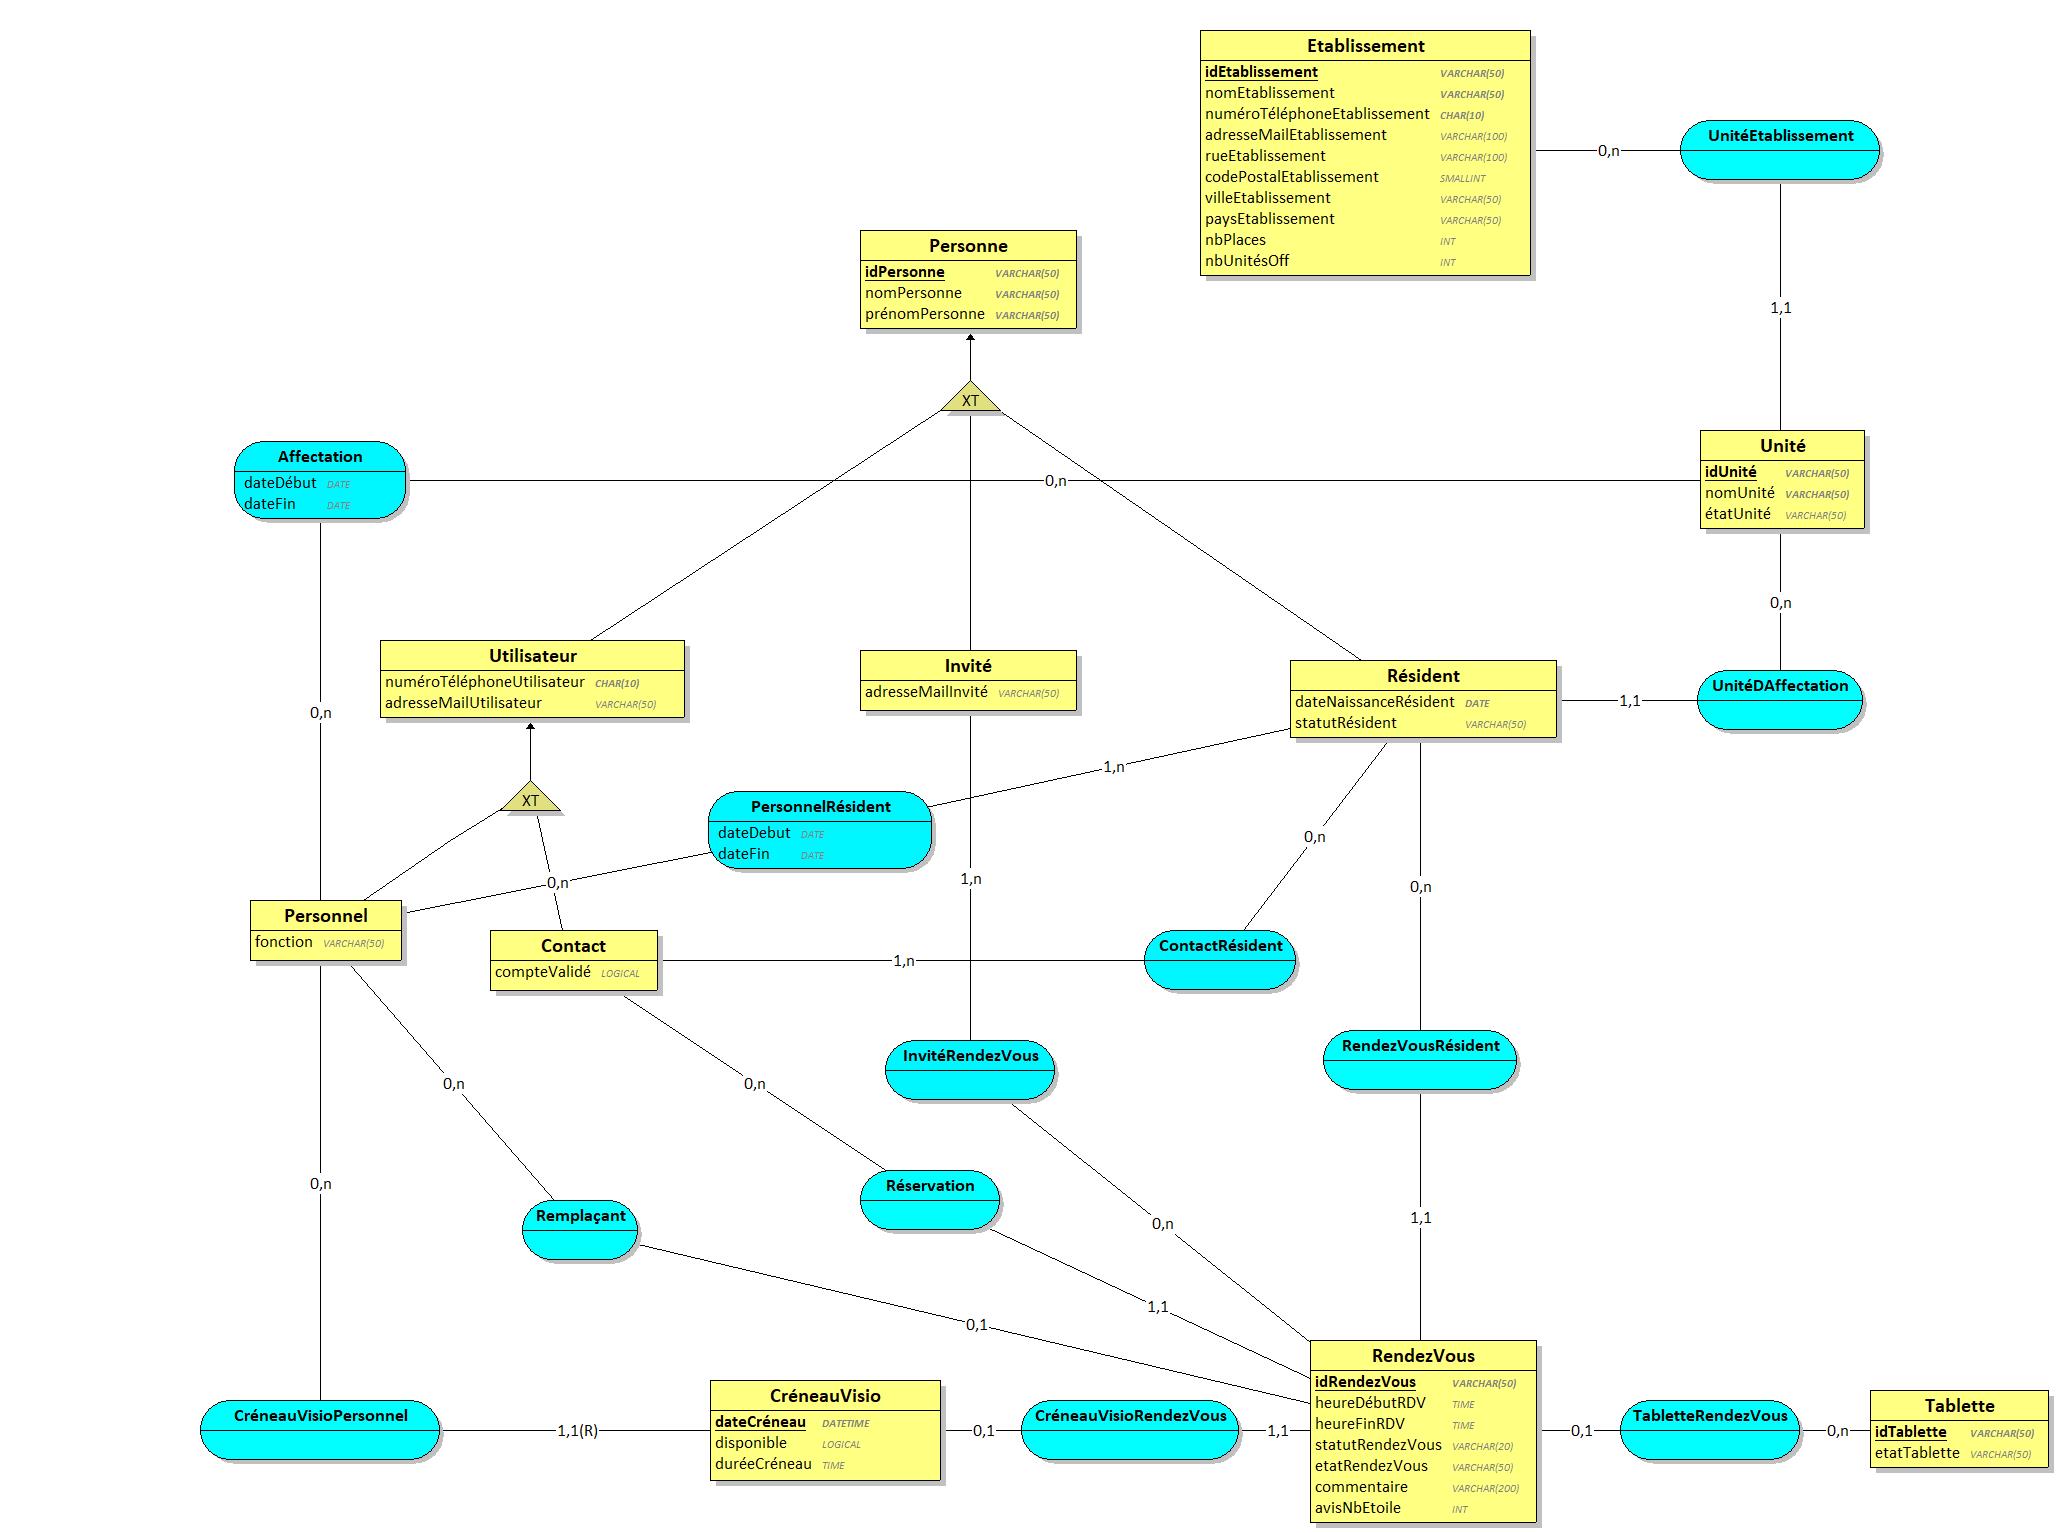 Etablissement
idEtablissement VARCHAR(50)
nomEtablissement VARCHAR(50)
numéroTéléphoneEtablissement CHAR(10)
adresseMailEtablissement VARCHAR(100)
rueEtablissement VARCHAR(100)
codePostalEtablissement SMALLINT
villeEtablissement VARCHAR(50)
paysEtablissement VARCHAR(50)
nbPlaces INT
nbUnitésOff INT
0,n
UnitéEtablissement
1,1
Personne
idPersonne VARCHAR(50)
nomPersonne VARCHAR(50)
prénomPersonne VARCHAR(50)
XT
Affectation
dateDébut DATE
dateFin DATE
0,n
Unité
idUnité VARCHAR(50)
nomUnité VARCHAR(50)
étatUnité VARCHAR(50)
0,n
0,n
Utilisateur
numéroTéléphoneUtilisateur CHAR(10)
adresseMailUtilisateur VARCHAR(50)
Invité
adresseMailInvité VARCHAR(50)
Résident
dateNaissanceRésident DATE
statutRésident VARCHAR(50)
1,1
UnitéDAffectation
XT
PersonnelRésident
dateDebut DATE
dateFin DATE
1,n
0,n
0,n
1,n
0,n
Personnel
fonction VARCHAR(50)
Contact
compteValidé LOGICAL
1,n
ContactRésident
InvitéRendezVous
RendezVousRésident
0,n
0,n
0,n
Réservation
Remplaçant
0,n
1,1
1,1
0,1
CréneauVisioPersonnel
1,1(R)
CréneauVisio
dateCréneau DATETIME
disponible LOGICAL
duréeCréneau TIME
0,1
CréneauVisioRendezVous
1,1
RendezVous
idRendezVous VARCHAR(50)
heureDébutRDV TIME
heureFinRDV TIME
statutRendezVous VARCHAR(20)
etatRendezVous VARCHAR(50)
commentaire VARCHAR(200)
avisNbEtoile INT
0,1
TabletteRendezVous
0,n
Tablette
idTablette VARCHAR(50)
etatTablette VARCHAR(50)